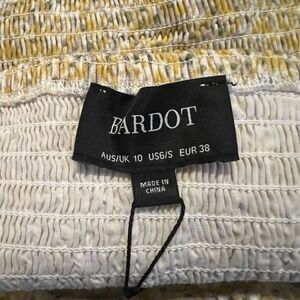 BARDOT
AUS/UK 10 US6/S EUR 38
MADE IN
CHINA